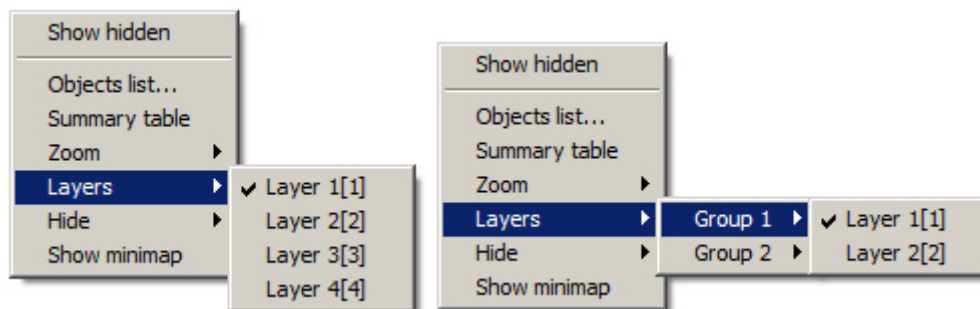 Show hidden
Objects list...
Summary table
Zoom
Layers
Hide
Show minimap
Layer 1[1]
Layer 2[2]
Layer 3[3]
Layer 4[4]
Show hidden
Objects list...
Summary table
Zoom
Layers
Hide
Show minimap
Group 1
Group 2
Layer 1[1]
Layer 2[2]